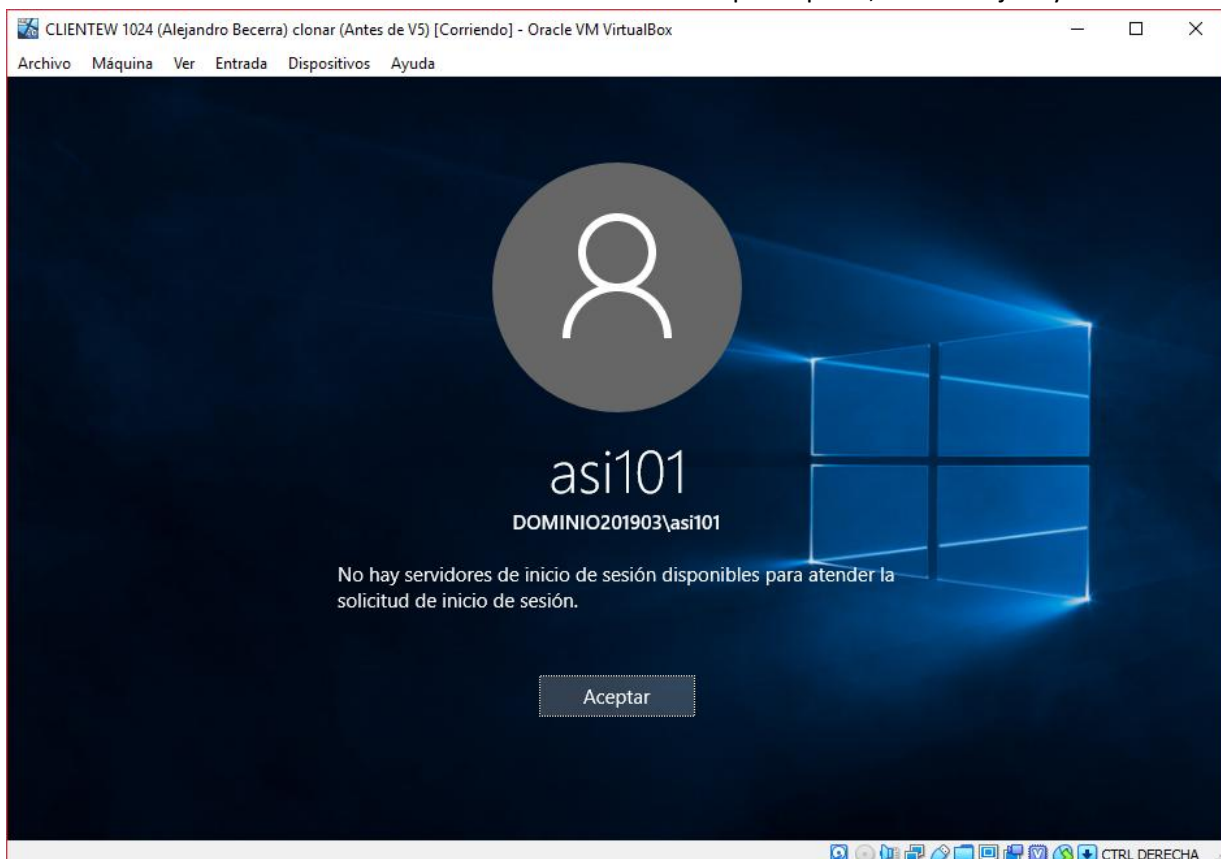 CLIENTEW 1024 (Alejandro Becerra) clonar (Antes de V5) [Corriendo] - Oracle VM VirtualBox
Archivo Máquina Ver Entrada Dispositivos Ayuda
asi101
DOMINIO201903\asi101
No hay servidores de inicio de sesión disponibles para atender la
solicitud de inicio de sesión.
Aceptar
CTRL DERECHA